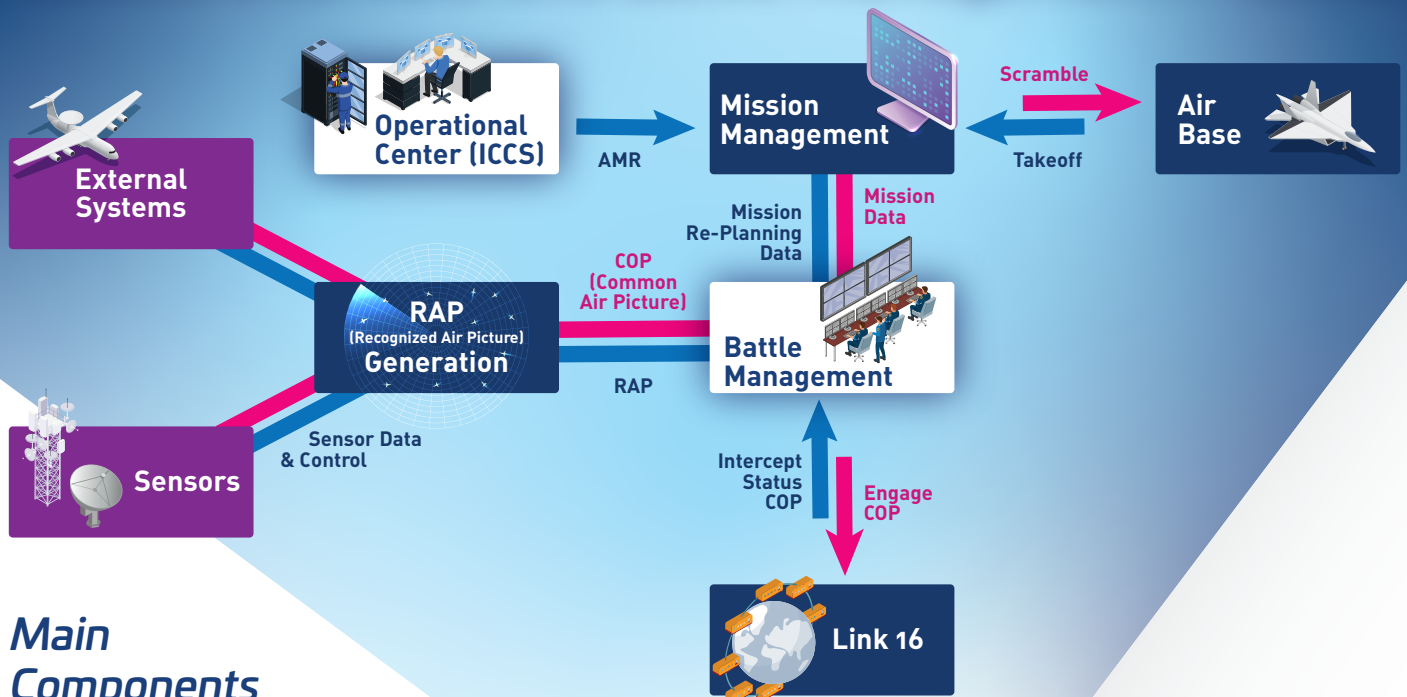 Operational
Center (ICCS)
AMR
Mission
Management
Scramble
Takeoff
Air
Base
External
Systems
Mission
Re-Planning
Data
Mission
Data
COP
(Common
Air Picture)
RAP
(Recognized Air Picture)
Generation
RAP
Battle
Management
Sensor Data
& Control
Sensors
Intercept
Status
COP
Engage
COP
Link 16
Main
Components